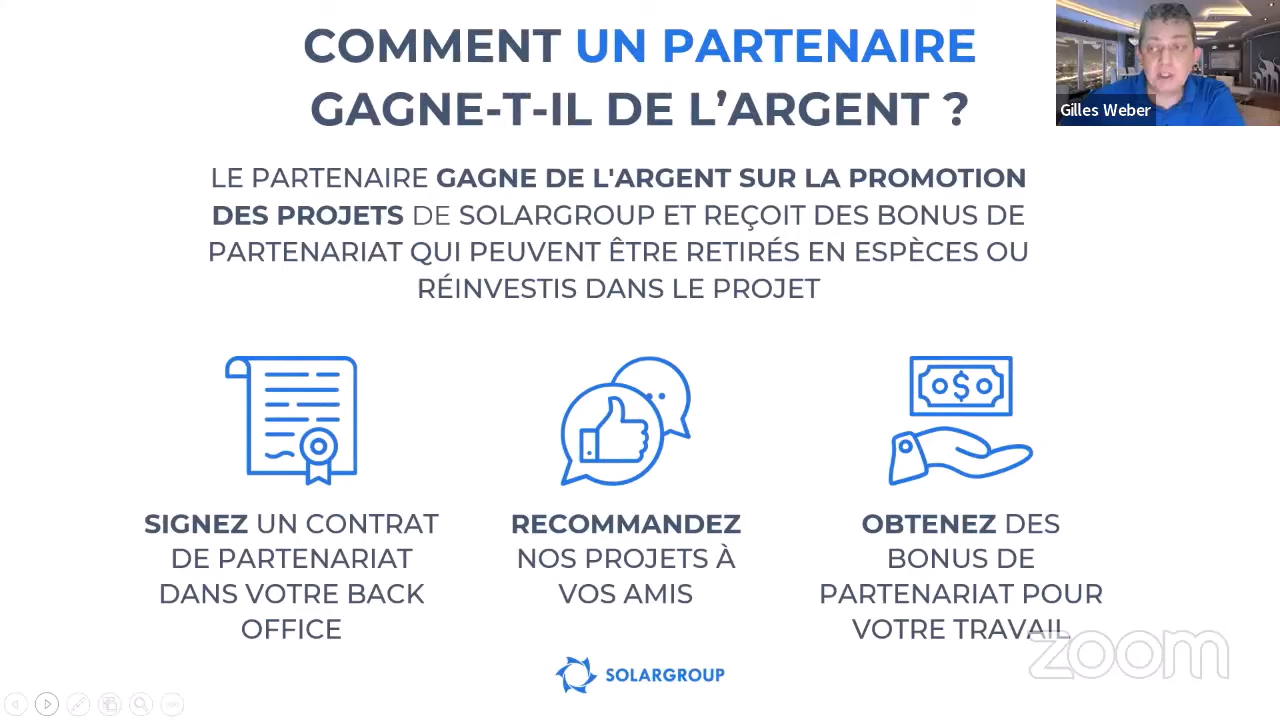 COMMENT UN PARTENAIRE
GAGNE-T-IL DE L’ARGENT ?
Gilles Weber
LE PARTENAIRE GAGNE DE L'ARGENT SUR LA PROMOTION
DES PROJETS DE SOLARGROUP ET REÇOIT DES BONUS DE
PARTENARIAT QUI PEUVENT ÊTRE RETIRÉS EN ESPÈCES OU
RÉINVESTIS DANS LE PROJET
SIGNEZ UN CONTRAT
DE PARTENARIAT
DANS VOTRE BACK
OFFICE
RECOMMANDEZ
NOS PROJETS À
VOS AMIS
OBTENEZ DES
BONUS DE
PARTENARIAT POUR
VOTRE TRAVAIL
zoom
SOLARGROUP